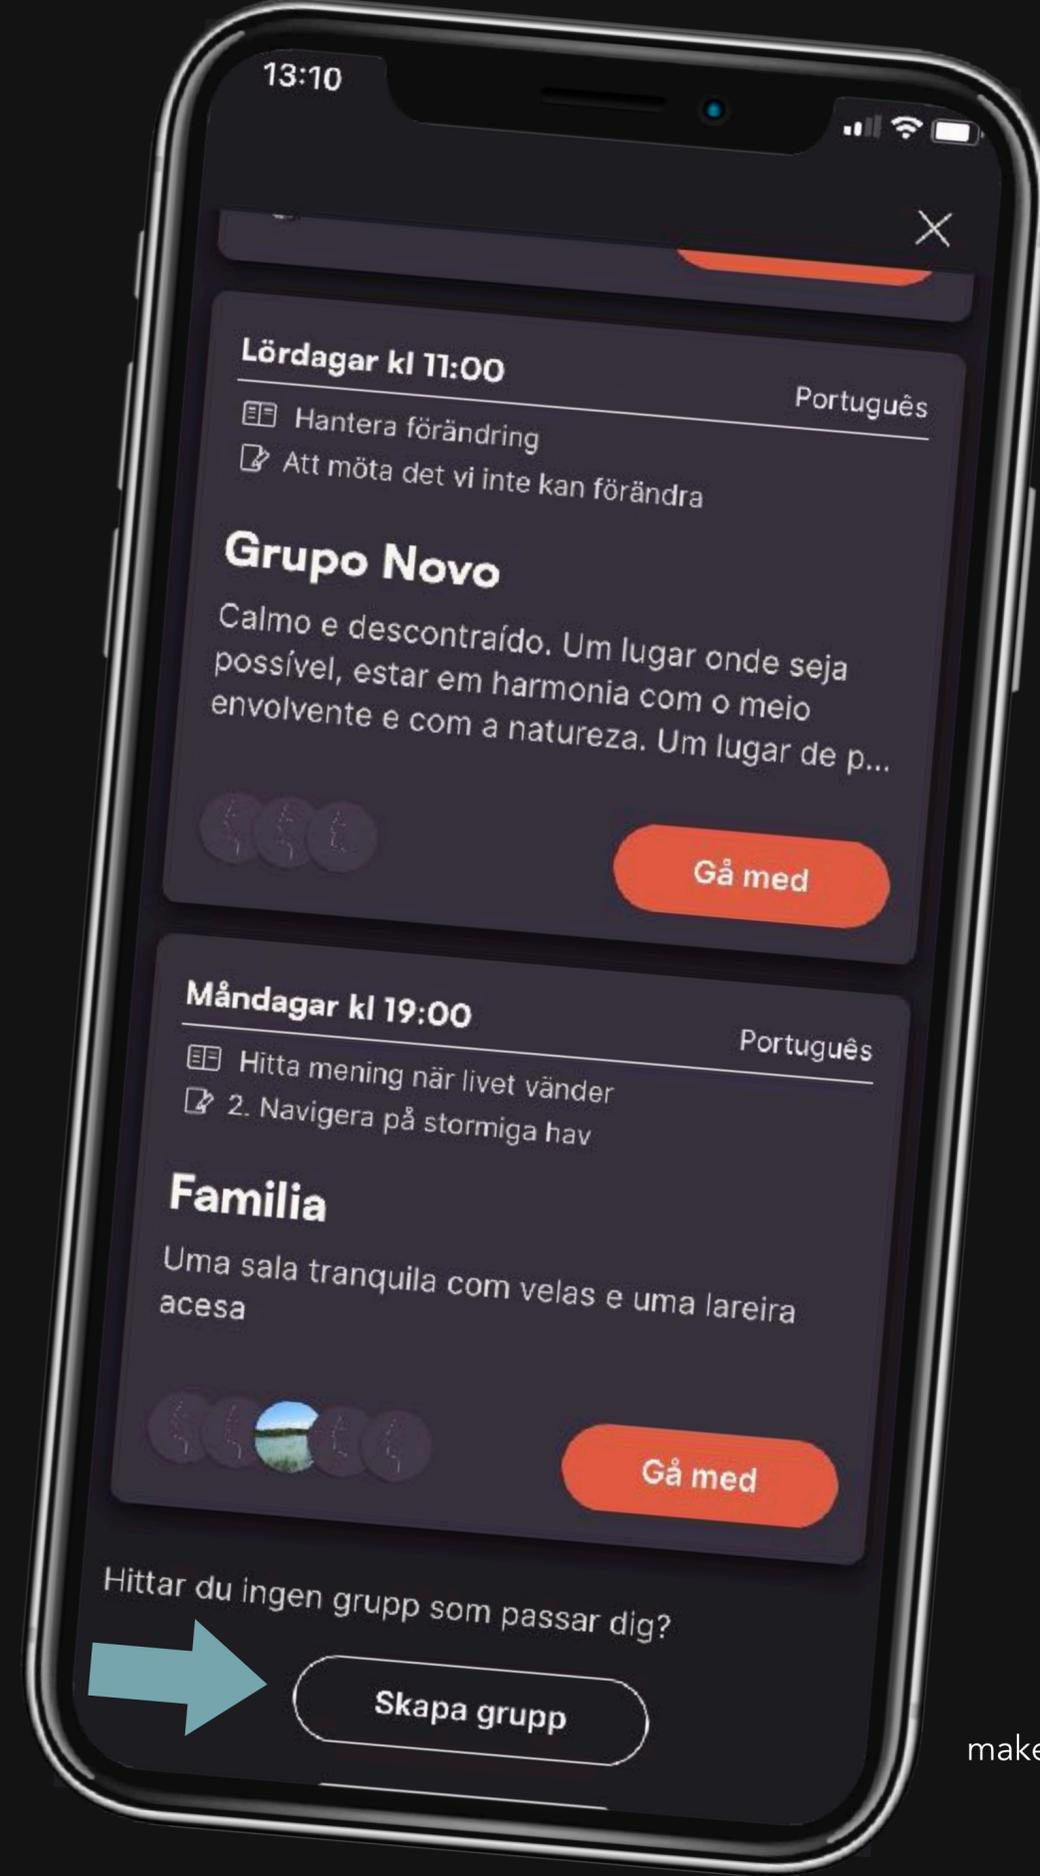 13:10
Lördagar kl 11:00
Português
Hantera förändring
Att möta det vi inte kan förändra
Grupo Novo
Calmo e descontraído. Um lugar onde seja
possível, estar em harmonia com o meio
envolvente e com a natureza. Um lugar de p...
Gå med
Måndagar kl 19:00
Português
Hitta mening när livet vänder
2. Navigera på stormiga hav
Familia
Uma sala tranquila com velas e uma lareira
acesa
Gå med
Hittar du ingen grupp som passar dig?
Skapa grupp
make